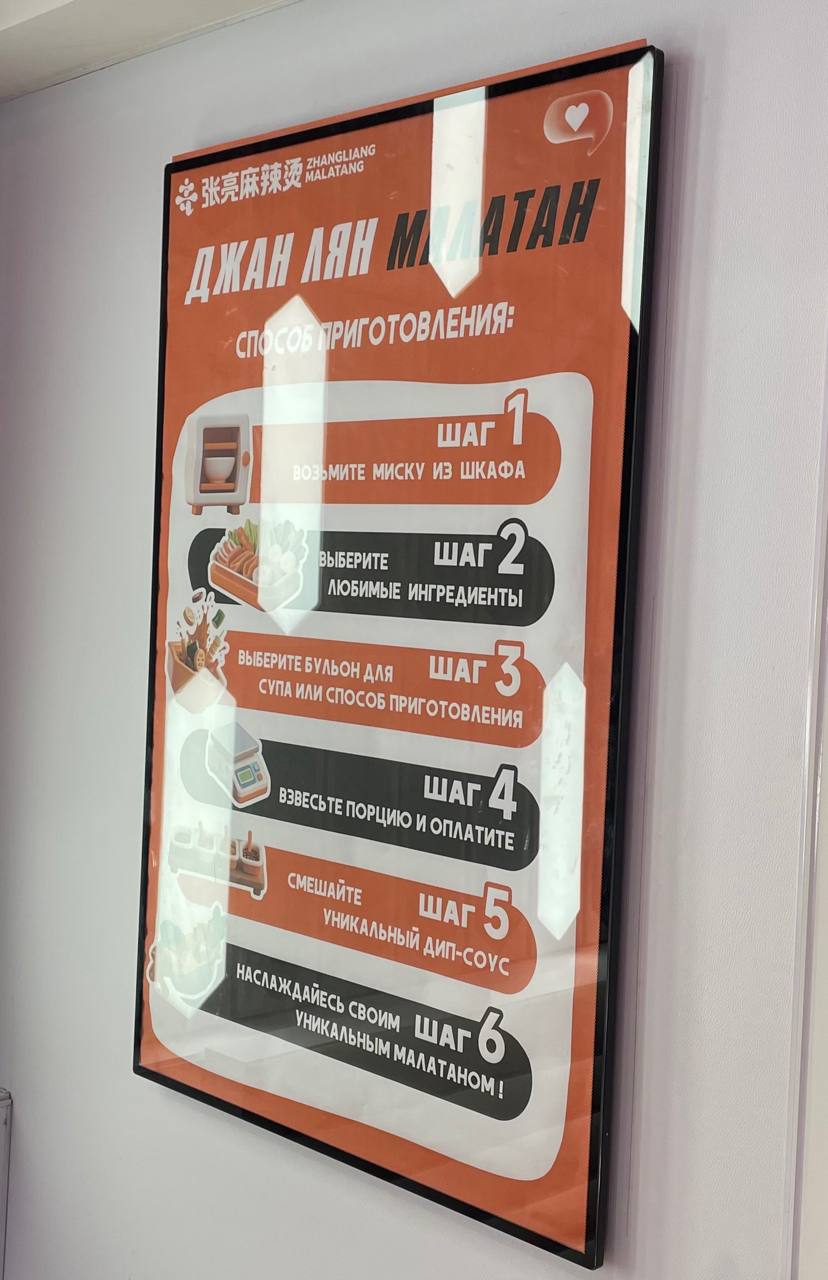 张亮麻辣烫
ZHANGLIANG
MALATANG
ДЖАН ЛЯН МАЛАТАН
СПОСОБ ПРИГОТОВЛЕНИЯ:
ШАГ 1
ВОЗЬМИТЕ МИСКУ ИЗ ШКАФА
ШАГ 2
ВЫБЕРИТЕ
ЛЮБИМЫЕ ИНГРЕДИЕНТЫ
ШАГ 3
ВЫБЕРИТЕ БУЛЬОН ДЛЯ
СУПА ИЛИ СПОСОБ ПРИГОТОВЛЕНИЯ
ШАГ 4
ВЗВЕСЬТЕ ПОРЦИЮ И ОПЛАТИТЕ
ШАГ 5
СМЕШАЙТЕ
УНИКАЛЬНЫЙ ДИП-СОУС
ШАГ 6
НАСЛАЖДАЙЕСЬ СВОИМ
УНИКАЛЬНЫМ МАЛАТАНОМ!